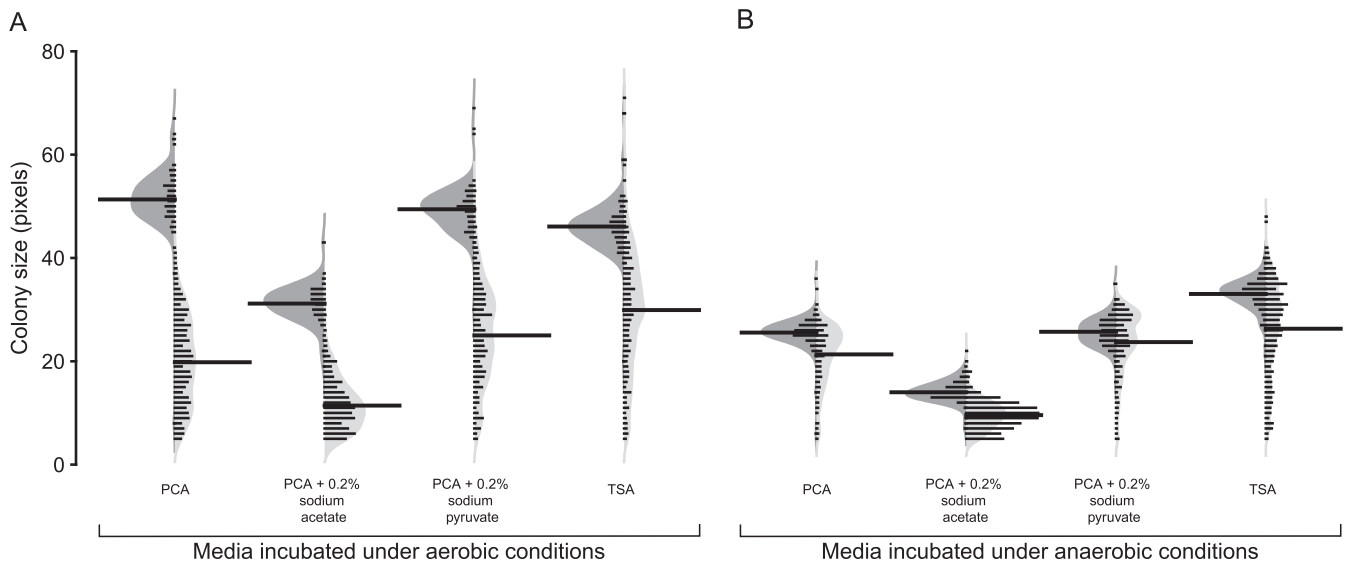 A
B
Colony size (pixels)
80
60
40
20
0
PCA
PCA + 0.2%
sodium
acetate
PCA + 0.2%
sodium
pyruvate
TSA
PCA
PCA + 0.2%
sodium
acetate
PCA + 0.2%
sodium
pyruvate
TSA
Media incubated under aerobic conditions
Media incubated under anaerobic conditions